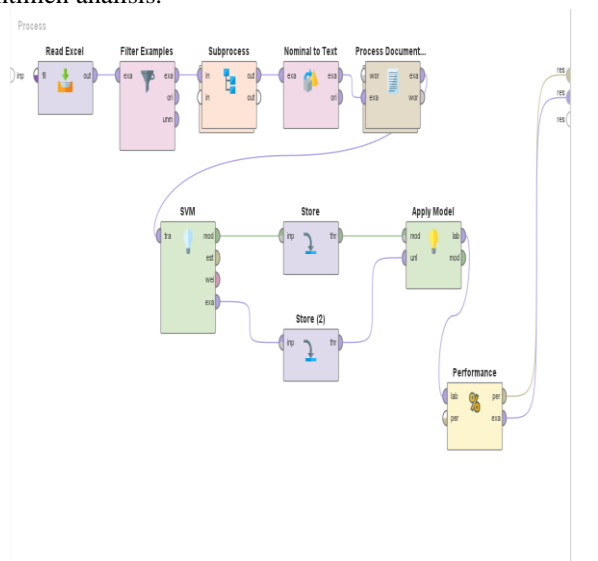 entimen analisis.
Process
Read Excel
Filter Examples
Subprocess
Nominal to Text
Process Document...
inp
fil
out
exa
exa
ori
unm
in
out
in
out
exa
exa
ori
wor
exa
exa
wor
res
res
res
SVM
Store
Apply Model
tra
mod
est
wei
exa
inp
thr
mod
lab
unl
mod
Store (2)
inp
thr
Performance
lab
per
per
exa
%